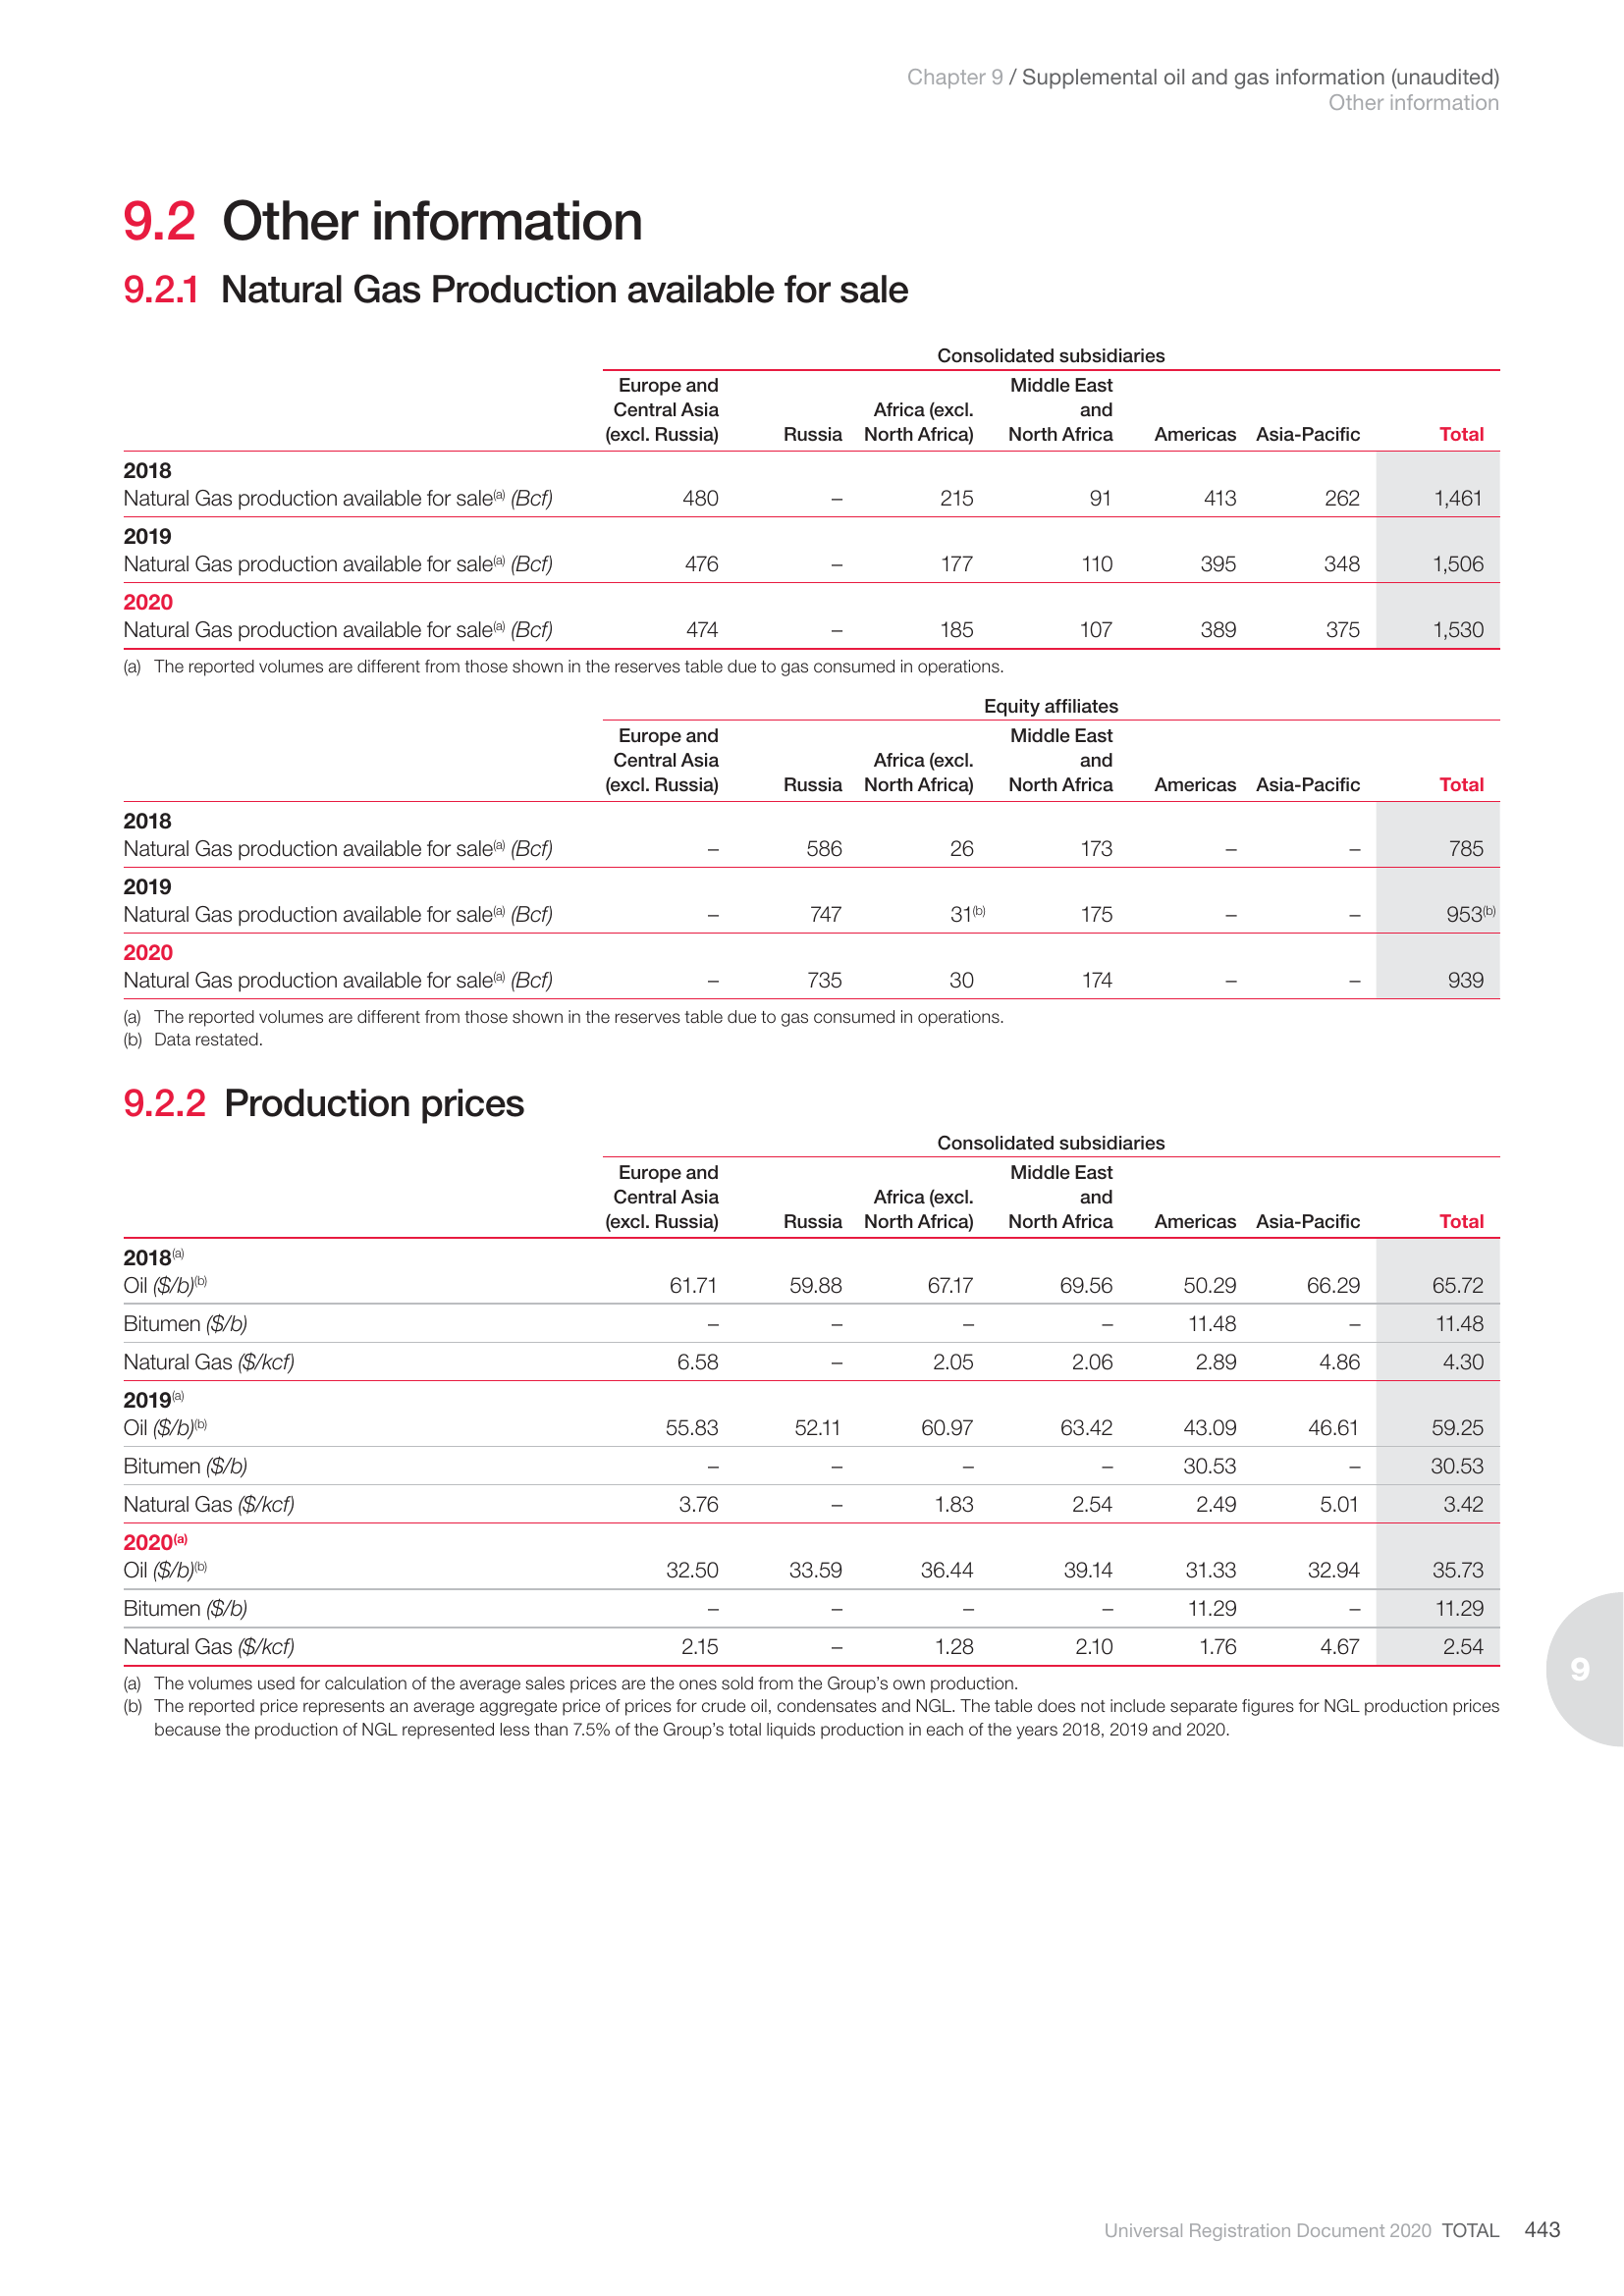 Chapter 9 / Supplemental oil and gas information (unaudited)
Other information
9.2 Other information
9.2.1 Natural Gas Production available for sale
Consolidated subsidiaries
Europe and Central Asia (excl. Russia) Russia Africa (excl. North Africa) Middle East and North Africa Americas Asia-Pacific Total
2018
Natural Gas production available for sale(a) (Bcf) 480 – 215 91 413 262 1,461
2019
Natural Gas production available for sale(a) (Bcf) 476 – 177 110 395 348 1,506
2020
Natural Gas production available for sale(a) (Bcf) 474 – 185 107 389 375 1,530
(a) The reported volumes are different from those shown in the reserves table due to gas consumed in operations.
Equity affiliates
Europe and Central Asia (excl. Russia) Russia Africa (excl. North Africa) Middle East and North Africa Americas Asia-Pacific Total
2018
Natural Gas production available for sale(a) (Bcf) – 586 26 173 – – 785
2019
Natural Gas production available for sale(a) (Bcf) – 747 31(b) 175 – – 953(b)
2020
Natural Gas production available for sale(a) (Bcf) – 735 30 174 – – 939
(a) The reported volumes are different from those shown in the reserves table due to gas consumed in operations.
(b) Data restated.
9.2.2 Production prices
Consolidated subsidiaries
Europe and Central Asia (excl. Russia) Russia Africa (excl. North Africa) Middle East and North Africa Americas Asia-Pacific Total
2018(a)
Oil ($/b)(b) 61.71 59.88 67.17 69.56 50.29 66.29 65.72
Bitumen ($/b) – – – – 11.48 – 11.48
Natural Gas ($/kcf) 6.58 – 2.05 2.06 2.89 4.86 4.30
2019(a)
Oil ($/b)(b) 55.83 52.11 60.97 63.42 43.09 46.61 59.25
Bitumen ($/b) – – – – 30.53 – 30.53
Natural Gas ($/kcf) 3.76 – 1.83 2.54 2.49 5.01 3.42
2020(a)
Oil ($/b)(b) 32.50 33.59 36.44 39.14 31.33 32.94 35.73
Bitumen ($/b) – – – – 11.29 – 11.29
Natural Gas ($/kcf) 2.15 – 1.28 2.10 1.76 4.67 2.54
(a) The volumes used for calculation of the average sales prices are the ones sold from the Group's own production.
(b) The reported price represents an average aggregate price of prices for crude oil, condensates and NGL. The table does not include separate figures for NGL production prices
because the production of NGL represented less than 7.5% of the Group's total liquids production in each of the years 2018, 2019 and 2020.
9
Universal Registration Document 2020 TOTAL 443